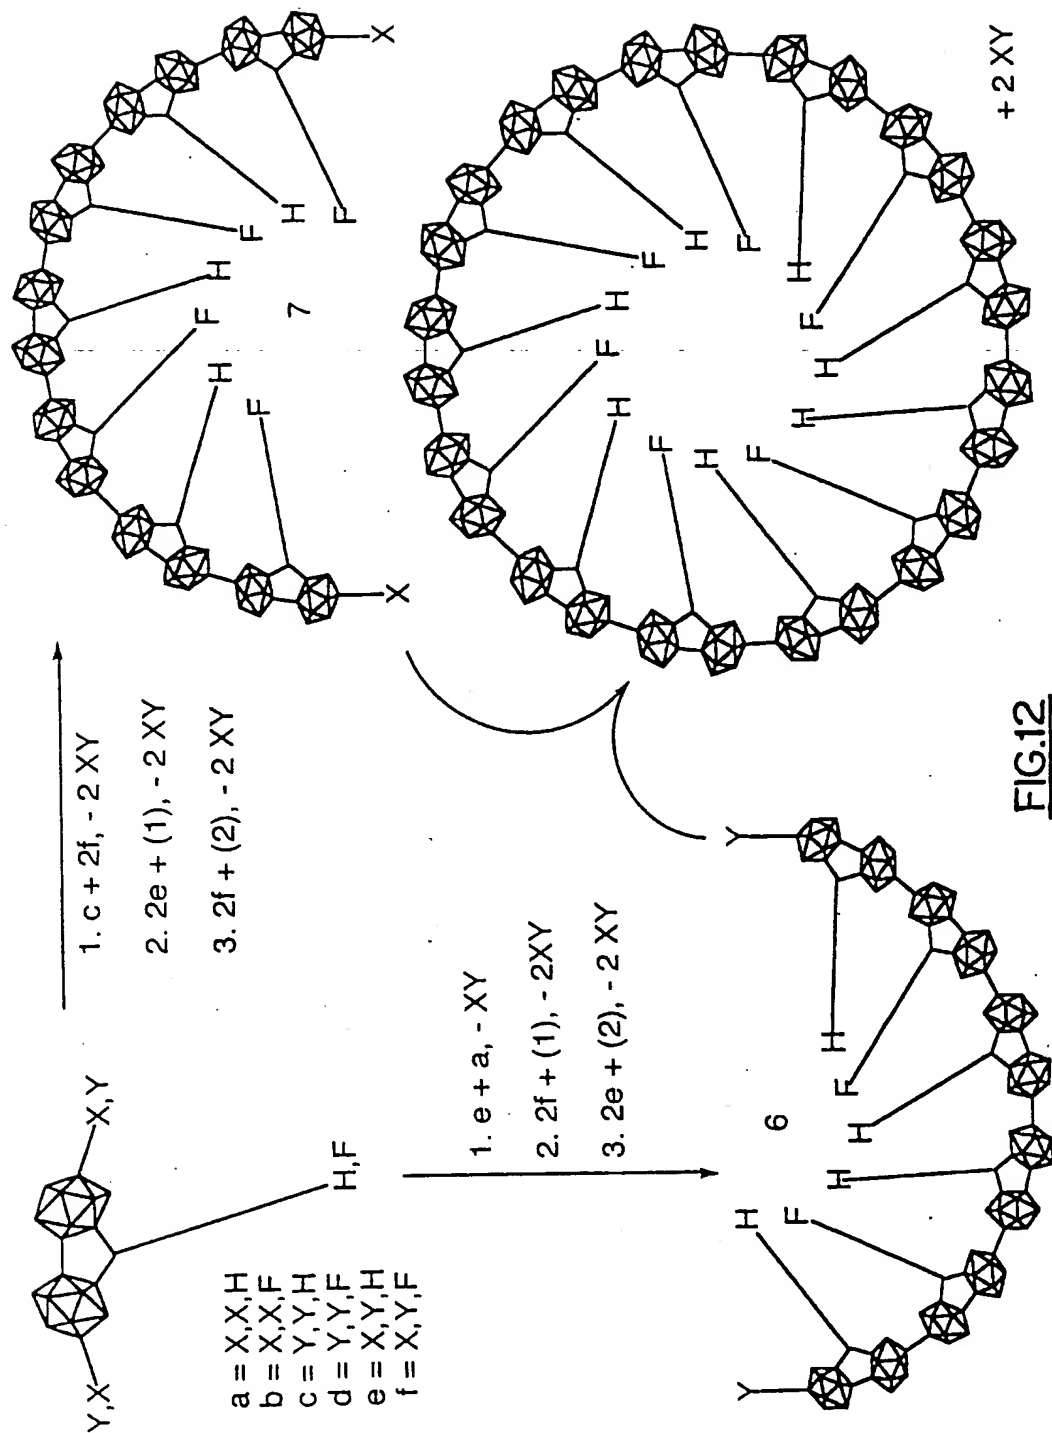 Y,X
X,Y
H,F
a = X,X,H
b = X,X,F
c = Y,Y,H
d = Y,Y,F
e = X,Y,H
f = X,Y,F
1. c + 2f, - 2 XY
2. 2e + (1), - 2 XY
3. 2f + (2), - 2 XY
X
F
H
F
H
F
H
F
X
7
1. e + a, - XY
2. 2f + (1), - 2XY
3. 2e + (2), - 2 XY
Y
H
F
H
H
F
H
Y
6
H
F
H
F
H
F
H
F
H
F
H
H
F
+ 2 XY
FIG.12